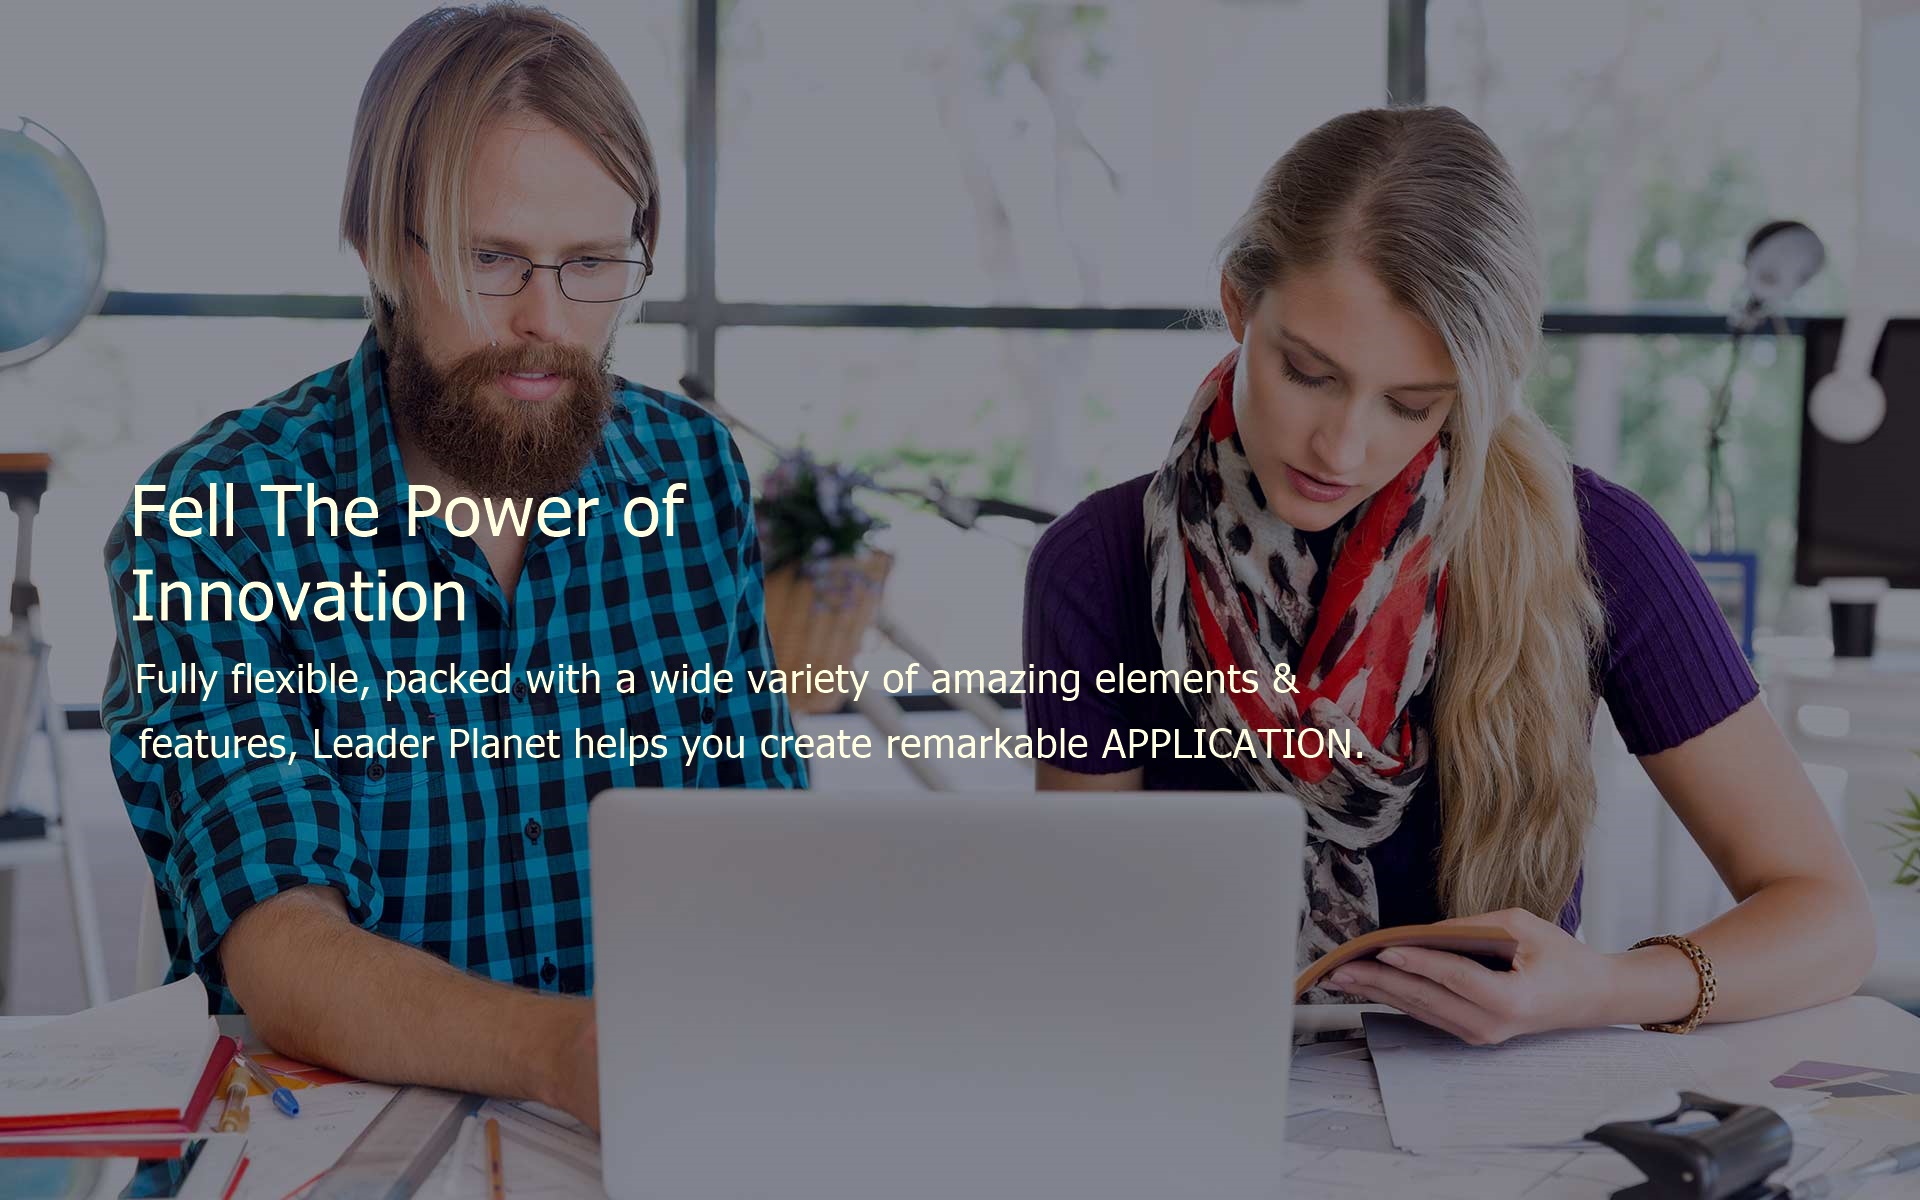 Fell The Power of
Innovation
Fully flexible, packed with a wide variety of amazing elements &
features, Leader Planet helps you create remarkable APPLICATION.